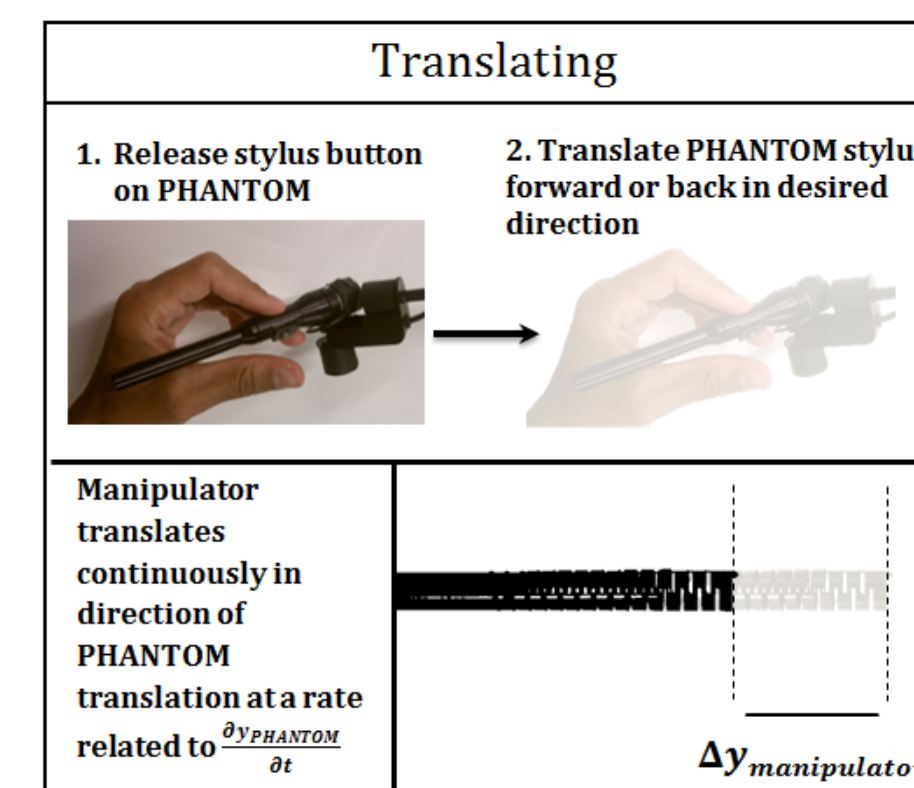 Translating
1. Release stylus button
on PHANTOM
2. Translate PHANTOM stylu
forward or back in desired
direction
Manipulator
translates
continuously in
direction of
PHANTOM
translation at a rate
related to ∂y_PHANTOM/∂t
Δy_manipulato